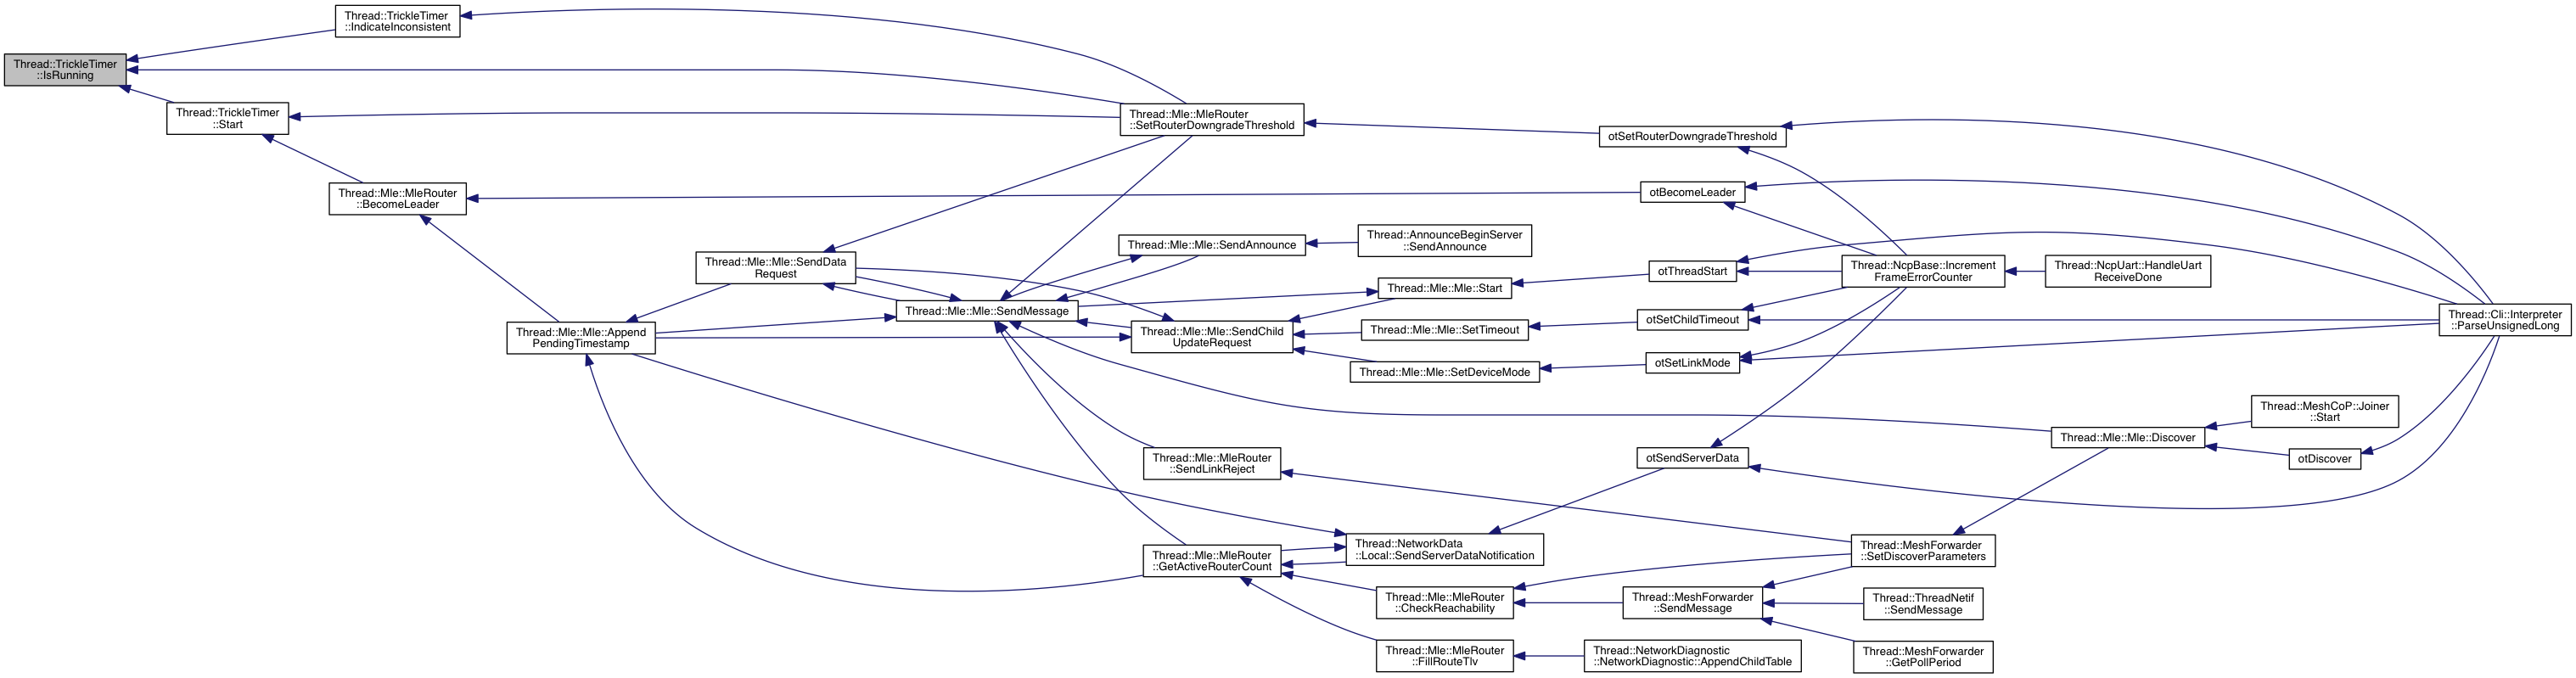 Thread::TrickleTimer
::IsRunning
Thread::TrickleTimer
::IndicateInconsistent
Thread::TrickleTimer
::Start
Thread::Mle::MleRouter
::BecomeLeader
Thread::Mle::Mle::Append
PendingTimestamp
Thread::Mle::Mle::SendData
Request
Thread::Mle::Mle::SendMessage
Thread::Mle::MleRouter
::SetRouterDowngradeThreshold
Thread::Mle::Mle::SendAnnounce
Thread::Mle::Mle::SendChild
UpdateRequest
Thread::Mle::MleRouter
::SendLinkReject
Thread::Mle::MleRouter
::GetActiveRouterCount
Thread::AnnounceBeginServer
::SendAnnounce
Thread::Mle::Mle::Start
Thread::Mle::Mle::SetTimeout
Thread::Mle::Mle::SetDeviceMode
Thread::NetworkData
::Local::SendServerDataNotification
Thread::Mle::MleRouter
::CheckReachability
Thread::Mle::MleRouter
::FillRouteTlv
otSetRouterDowngradeThreshold
otBecomeLeader
otThreadStart
otSetChildTimeout
otSetLinkMode
otSendServerData
Thread::MeshForwarder
::SendMessage
Thread::NetworkDiagnostic
::NetworkDiagnostic::AppendChildTable
Thread::NcpBase::Increment
FrameErrorCounter
Thread::MeshForwarder
::SetDiscoverParameters
Thread::ThreadNetif
::SendMessage
Thread::MeshForwarder
::GetPollPeriod
Thread::NcpUart::HandleUart
ReceiveDone
Thread::Mle::Mle::Discover
Thread::MeshCoP::Joiner
::Start
otDiscover
Thread::Cli::Interpreter
::ParseUnsignedLong